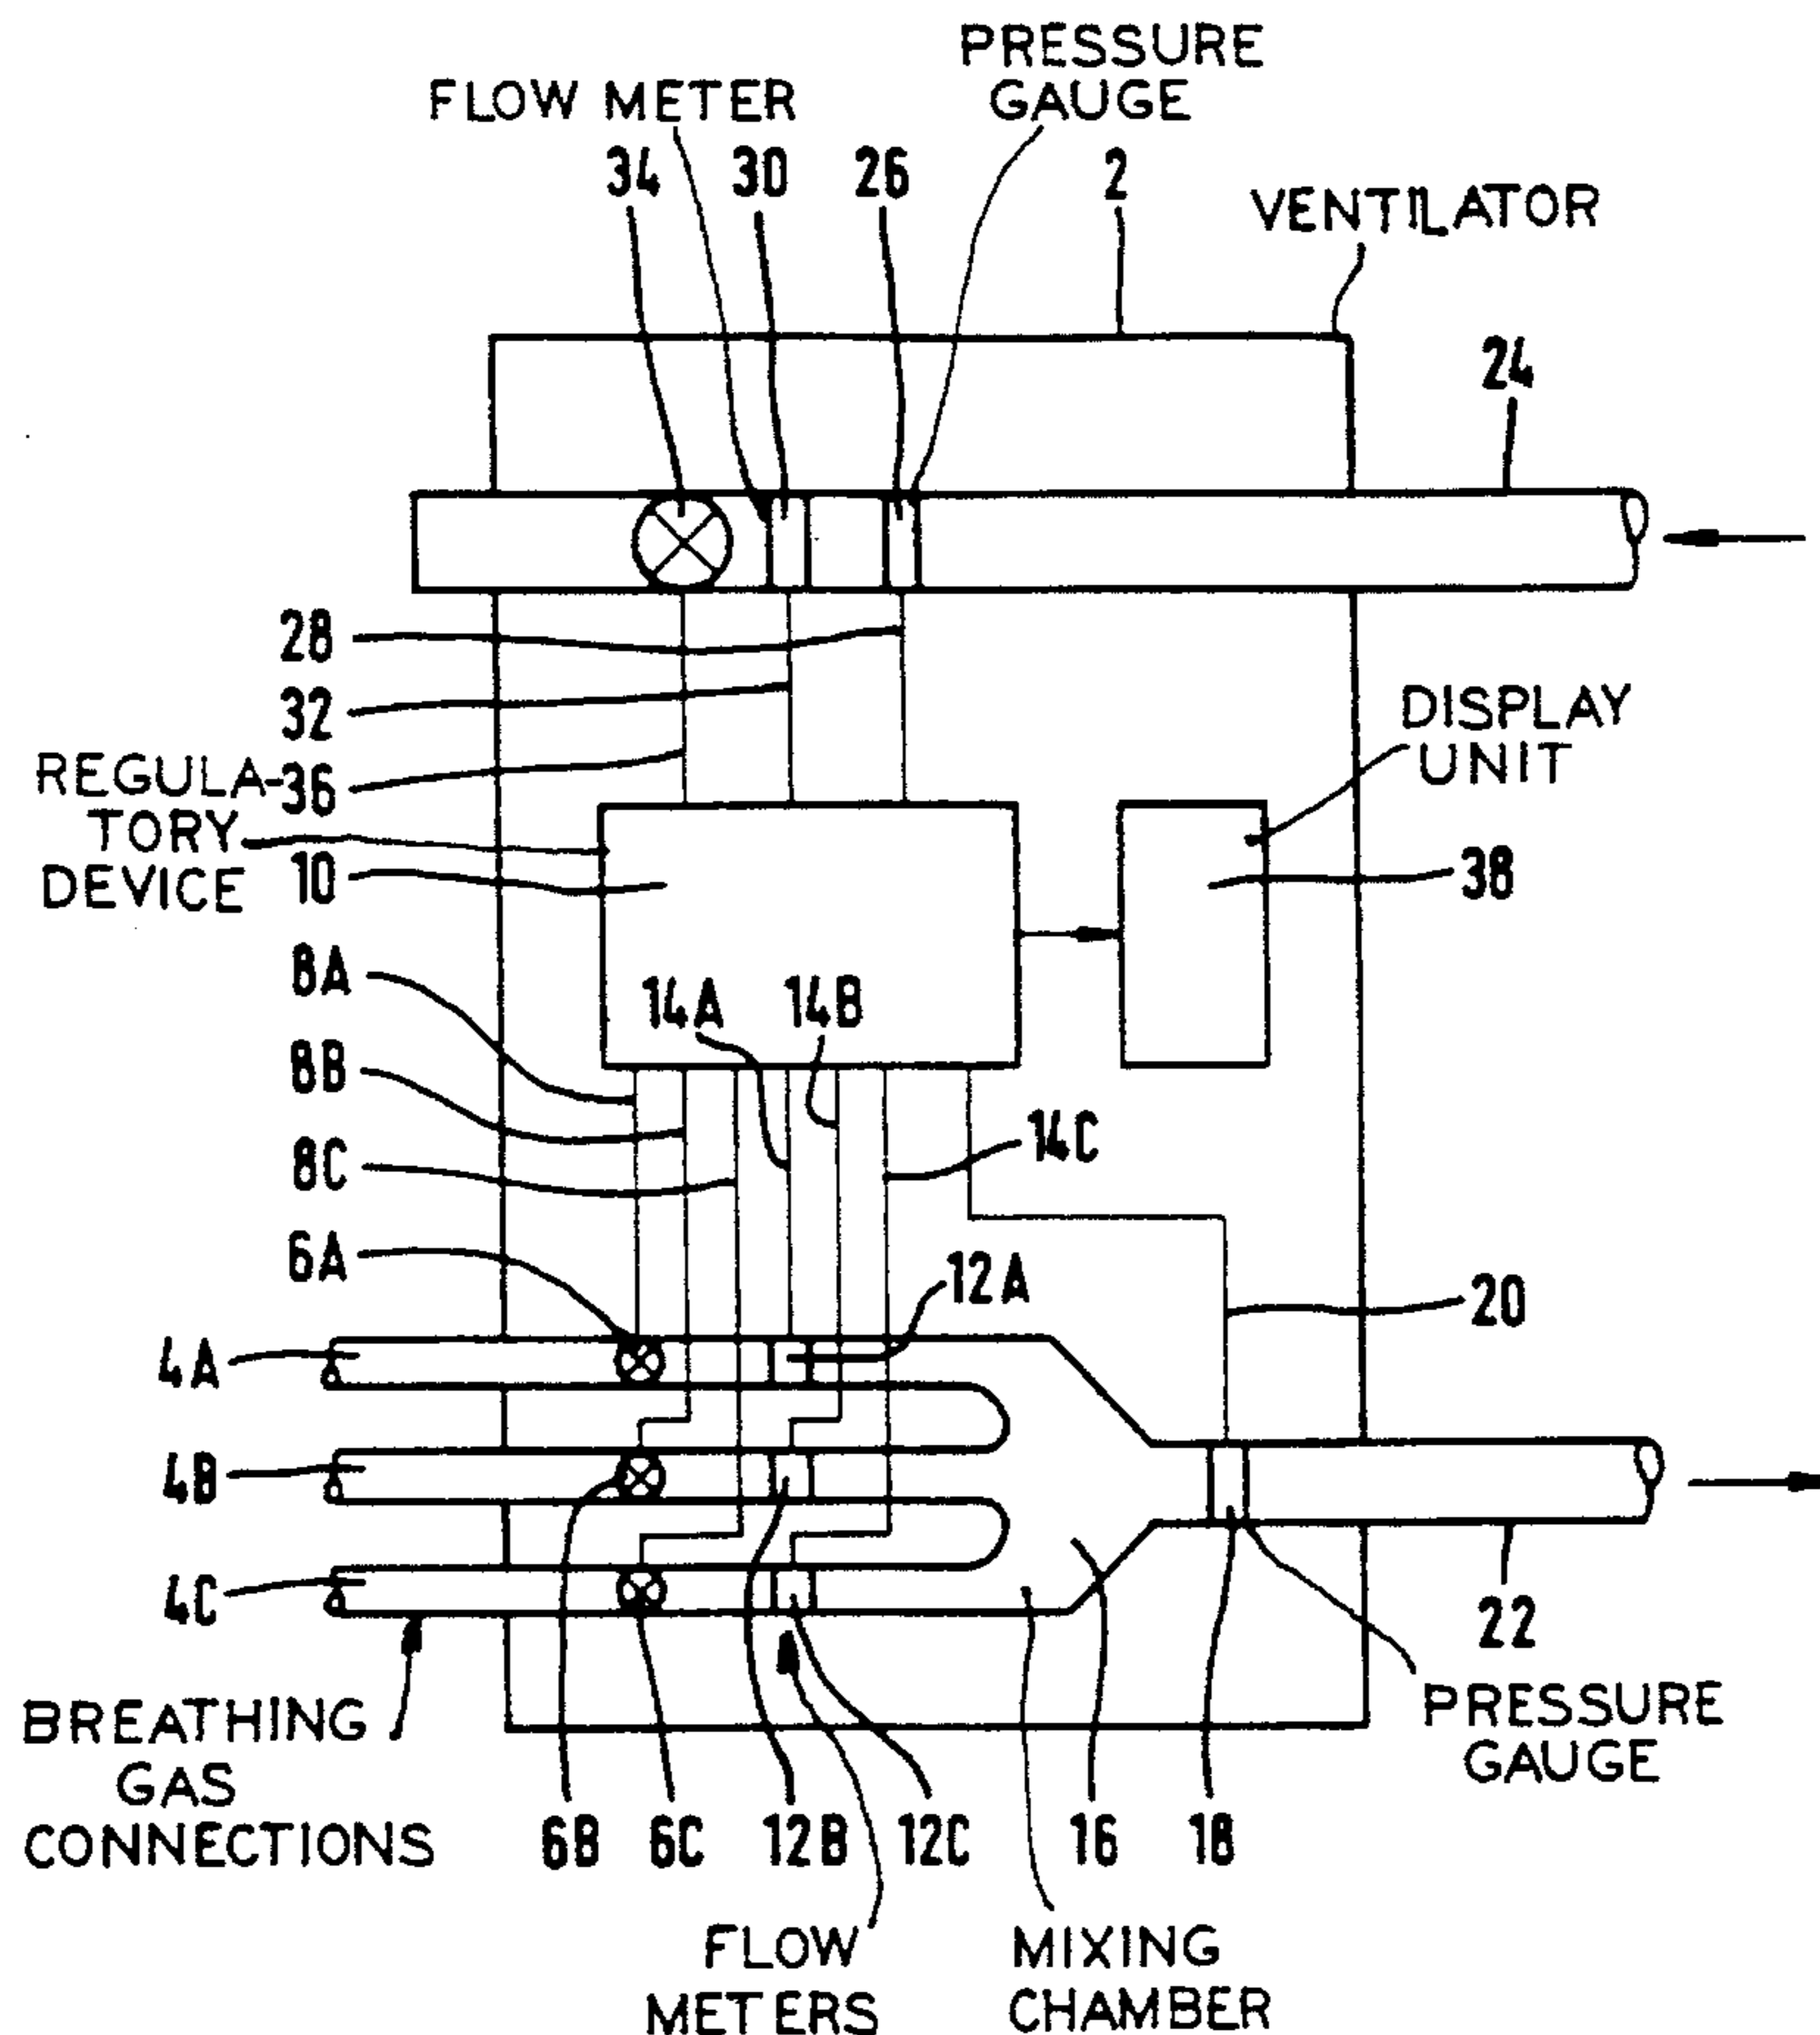 PRESSURE
GAUGE
FLOW METER
34
30
26
2
VENTILATOR
24
28
32
36
REGULA-
TORY
DEVICE
10
DISPLAY
UNIT
38
8A
14A
14B
8B
8C
14C
6A
12A
20
4A
4B
4C
22
BREATHING
GAS
CONNECTIONS
PRESSURE
GAUGE
6B
6C
12B
12C
16
18
FLOW
METERS
MIXING
CHAMBER